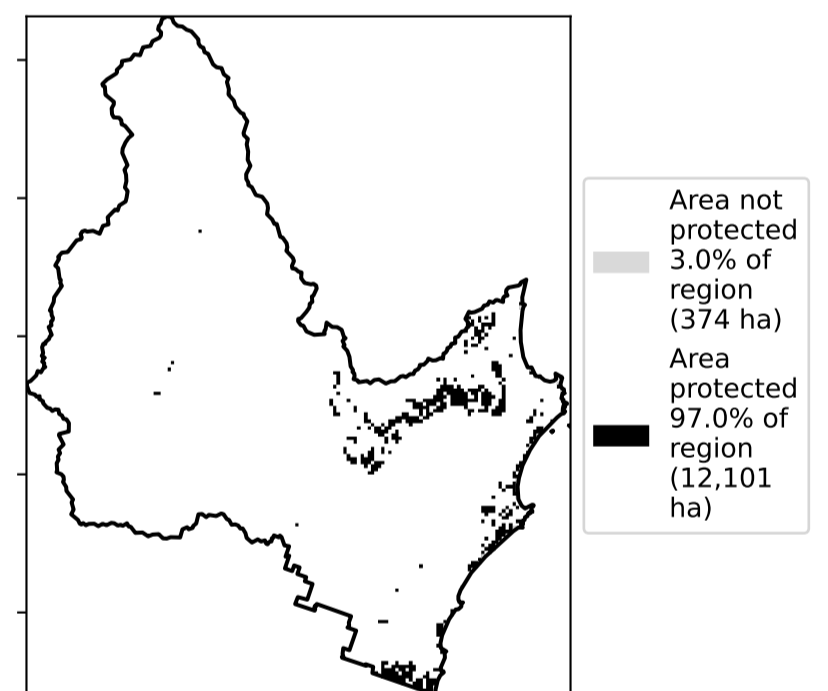 Area not
protected
3.0% of
region
(374 ha)
Area
protected
97.0% of
region
(12,101
ha)